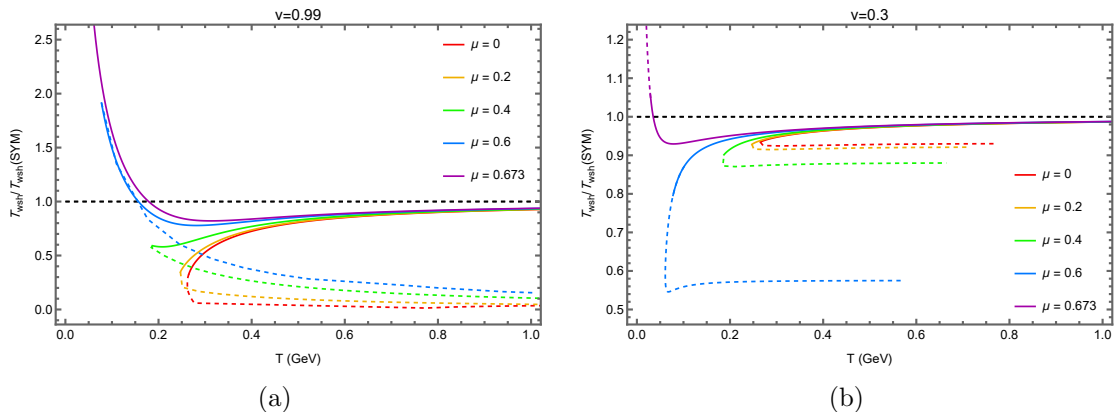 v=0.99
2.5
2.0
1.5
1.0
0.5
0.0
T_wsh/T_wsh(SYM)
μ = 0
μ = 0.2
μ = 0.4
μ = 0.6
μ = 0.673
0.0 0.2 0.4 0.6 0.8 1.0
T (GeV)
(a)
v=0.3
1.2
1.1
1.0
0.9
0.8
0.7
0.6
0.5
T_wsh/T_wsh(SYM)
μ = 0
μ = 0.2
μ = 0.4
μ = 0.6
μ = 0.673
0.0 0.2 0.4 0.6 0.8 1.0
T (GeV)
(b)